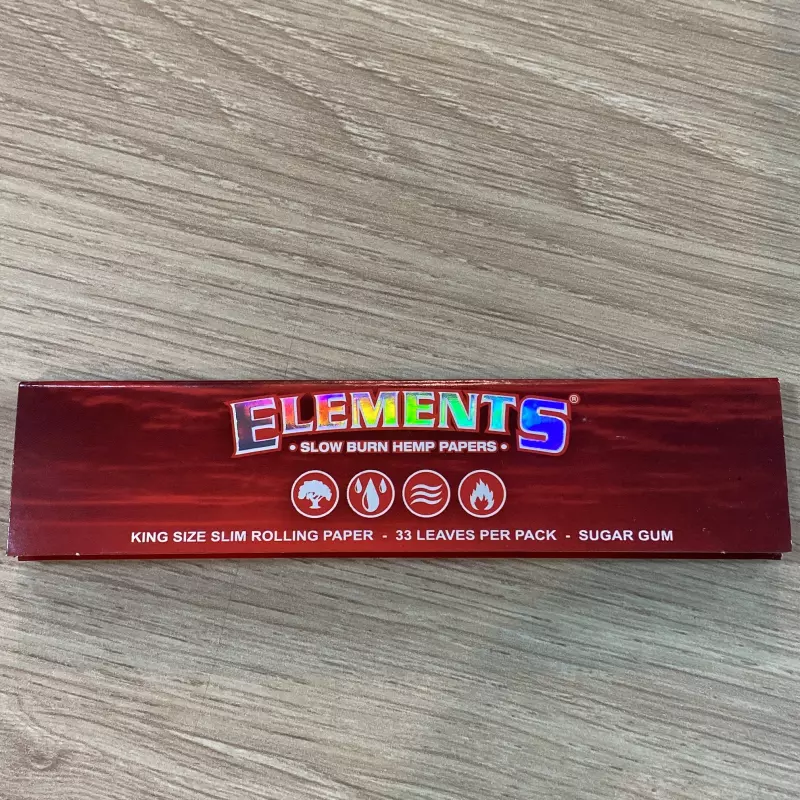 ELEMENTS®
• SLOW BURN HEMP PAPERS •
KING SIZE SLIM ROLLING PAPER - 33 LEAVES PER PACK - SUGAR GUM